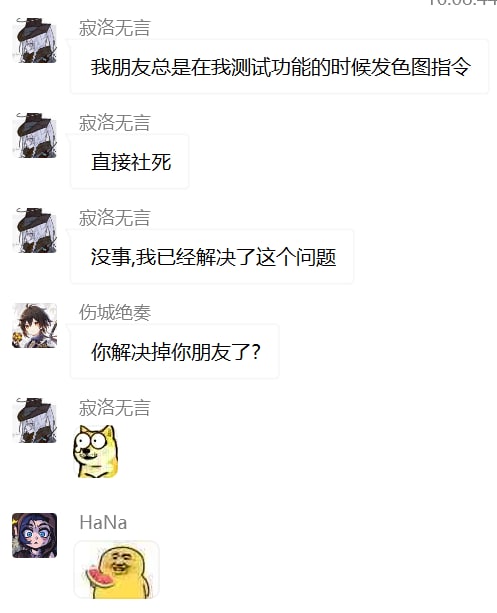 寂洛无言
我朋友总是在我测试功能的时候发色图指令
寂洛无言
直接社死
寂洛无言
没事,我已经解决了这个问题
伤城绝奏
你解决掉你朋友了?
寂洛无言
HaNa